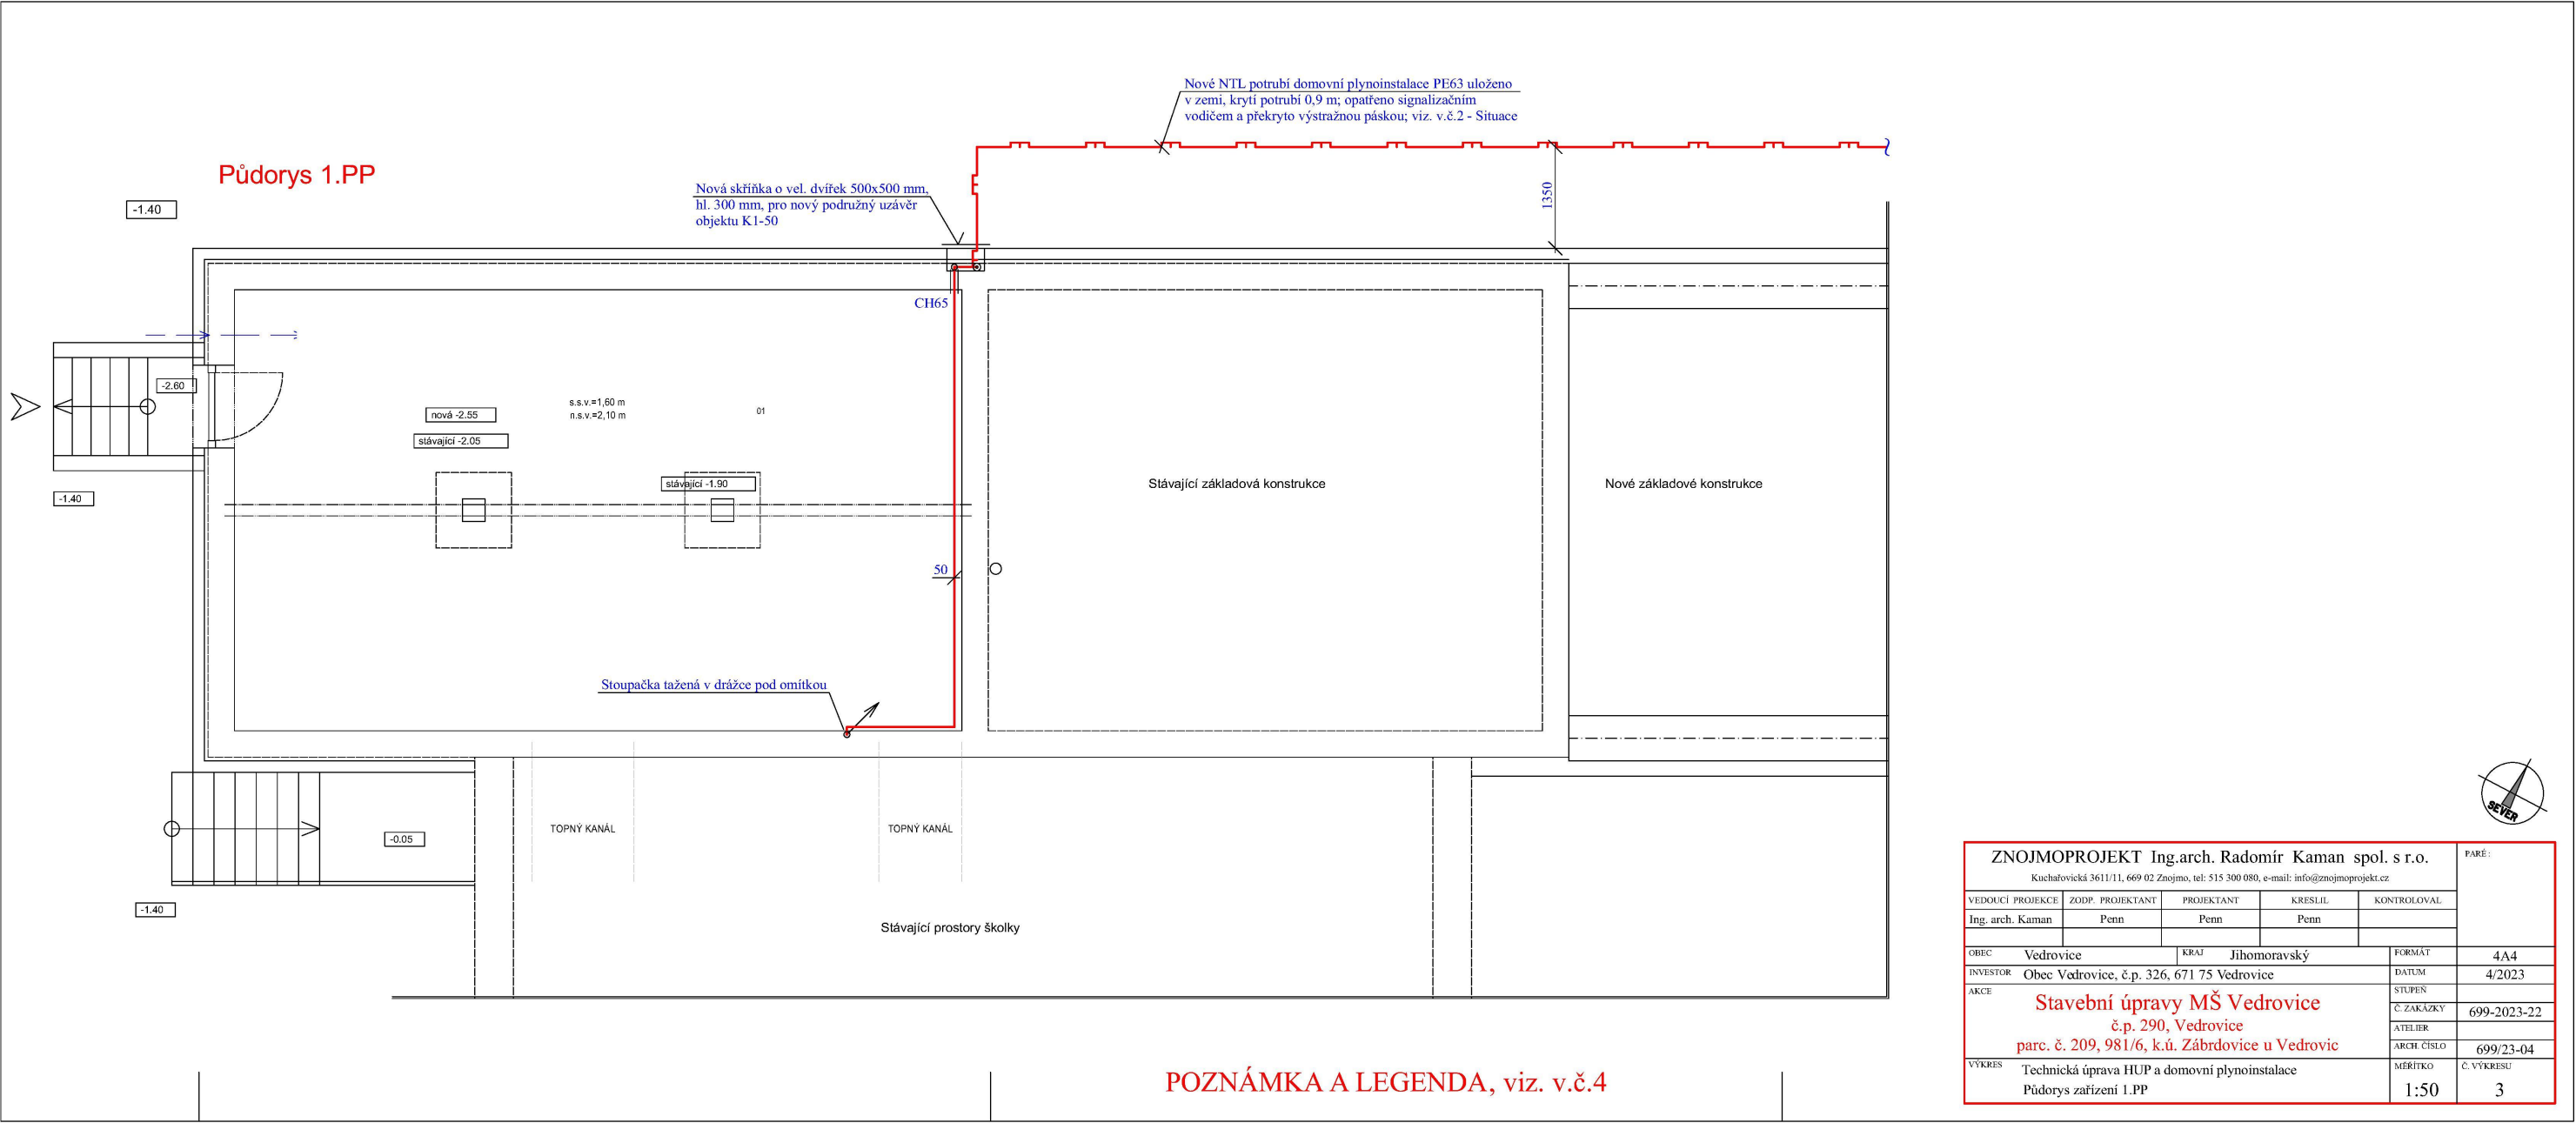 Nové NTL potrubí domovní plynoinstalace PE63 uloženo
v zemi, krytí potrubí 0,9 m; opatřeno signalizačním
vodičem a překryto výstražnou páskou; viz. v.č.2 - Situace
Půdorys 1.PP
-1.40
Nová skříňka o vel. dvířek 500x500 mm,
hl. 300 mm, pro nový podružný uzávěr
objektu K1-50
1350
CH65
-2.60
s.s.v.=1,60 m
n.s.v.=2,10 m
01
nová -2.55
stávající -2.05
stávající -1.90
-1.40
Stávající základová konstrukce
Nové základové konstrukce
50
Stoupačka tažená v drážce pod omítkou
TOPNÝ KANÁL
TOPNÝ KANÁL
-0.05
-1.40
Stávající prostory školky
POZNÁMKA A LEGENDA, viz. v.č.4
SEVER
ZNOJMOPROJEKT Ing.arch. Radomír Kaman spol. s r.o.
Kuchařovická 3611/11, 669 02 Znojmo, tel: 515 300 080, e-mail: info@znojmoprojekt.cz
PARÉ:
VEDOUCÍ PROJEKCE ZODP. PROJEKTANT PROJEKTANT KRESLIL KONTROLOVAL
Ing. arch. Kaman Penn Penn Penn
OBEC Vedrovice KRAJ Jihomoravský FORMÁT 4A4
INVESTOR Obec Vedrovice, č.p. 326, 671 75 Vedrovice DATUM 4/2023
AKCE Stavební úpravy MŠ Vedrovice
č.p. 290, Vedrovice
parc. č. 209, 981/6, k.ú. Zábrdovice u Vedrovic
STUPEŇ
Č. ZAKÁZKY 699-2023-22
ATELIER
ARCH. ČÍSLO 699/23-04
VÝKRES Technická úprava HUP a domovní plynoinstalace
Půdorys zařízení 1.PP
MĚŘÍTKO 1:50
Č. VÝKRESU 3